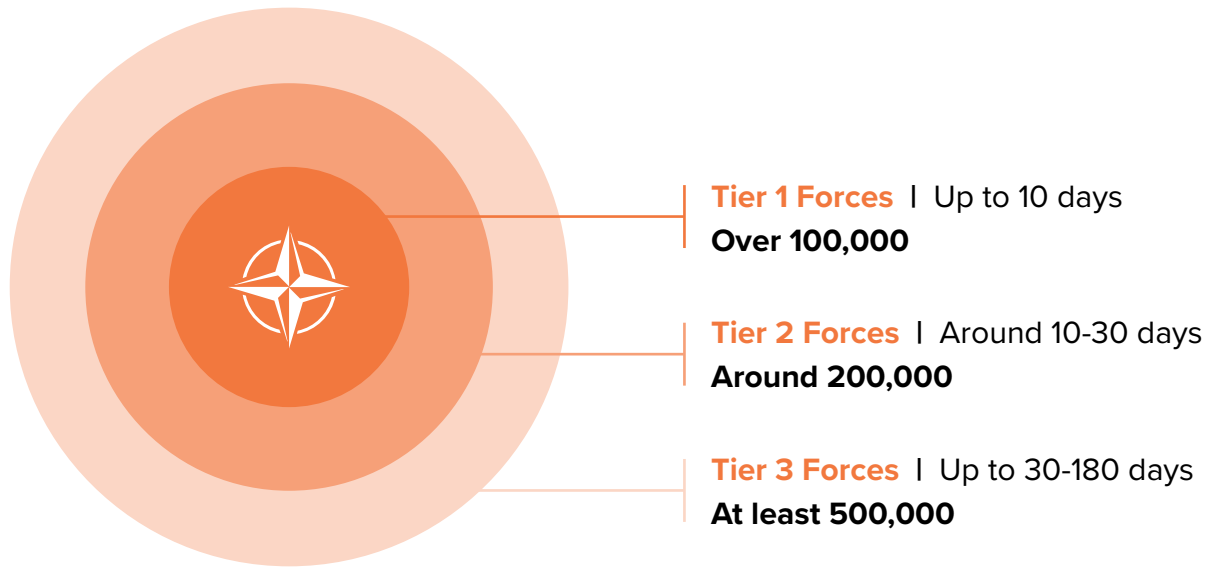 Tier 1 Forces | Up to 10 days
Over 100,000
Tier 2 Forces | Around 10-30 days
Around 200,000
Tier 3 Forces | Up to 30-180 days
At least 500,000